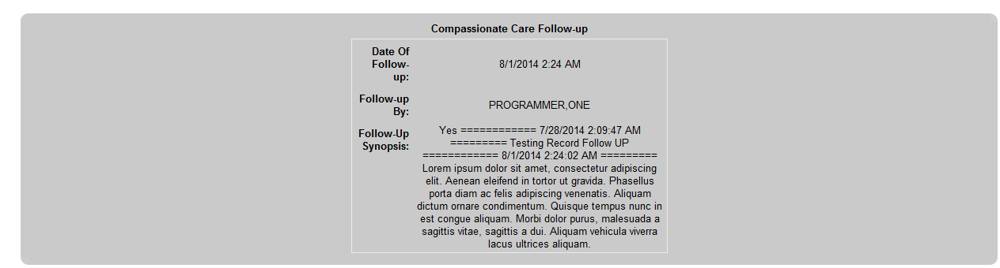 Compassionate Care Follow-up
Date Of
Follow-
up:
8/1/2014 2:24 AM
Follow-up
By:
PROGRAMMER,ONE
Follow-Up
Synopsis:
Yes ============ 7/28/2014 2:09:47 AM
========= Testing Record Follow UP
============ 8/1/2014 2:24:02 AM =========
Lorem ipsum dolor sit amet, consectetur adipiscing
elit. Aenean eleifend in tortor ut gravida. Phasellus
porta diam ac felis adipiscing venenatis. Aliquam
dictum ornare condimentum. Quisque tempus nunc in
est congue aliquam. Morbi dolor purus, malesuada a
sagittis vitae, sagittis a dui. Aliquam vehicula viverra
lacus ultrices aliquam.